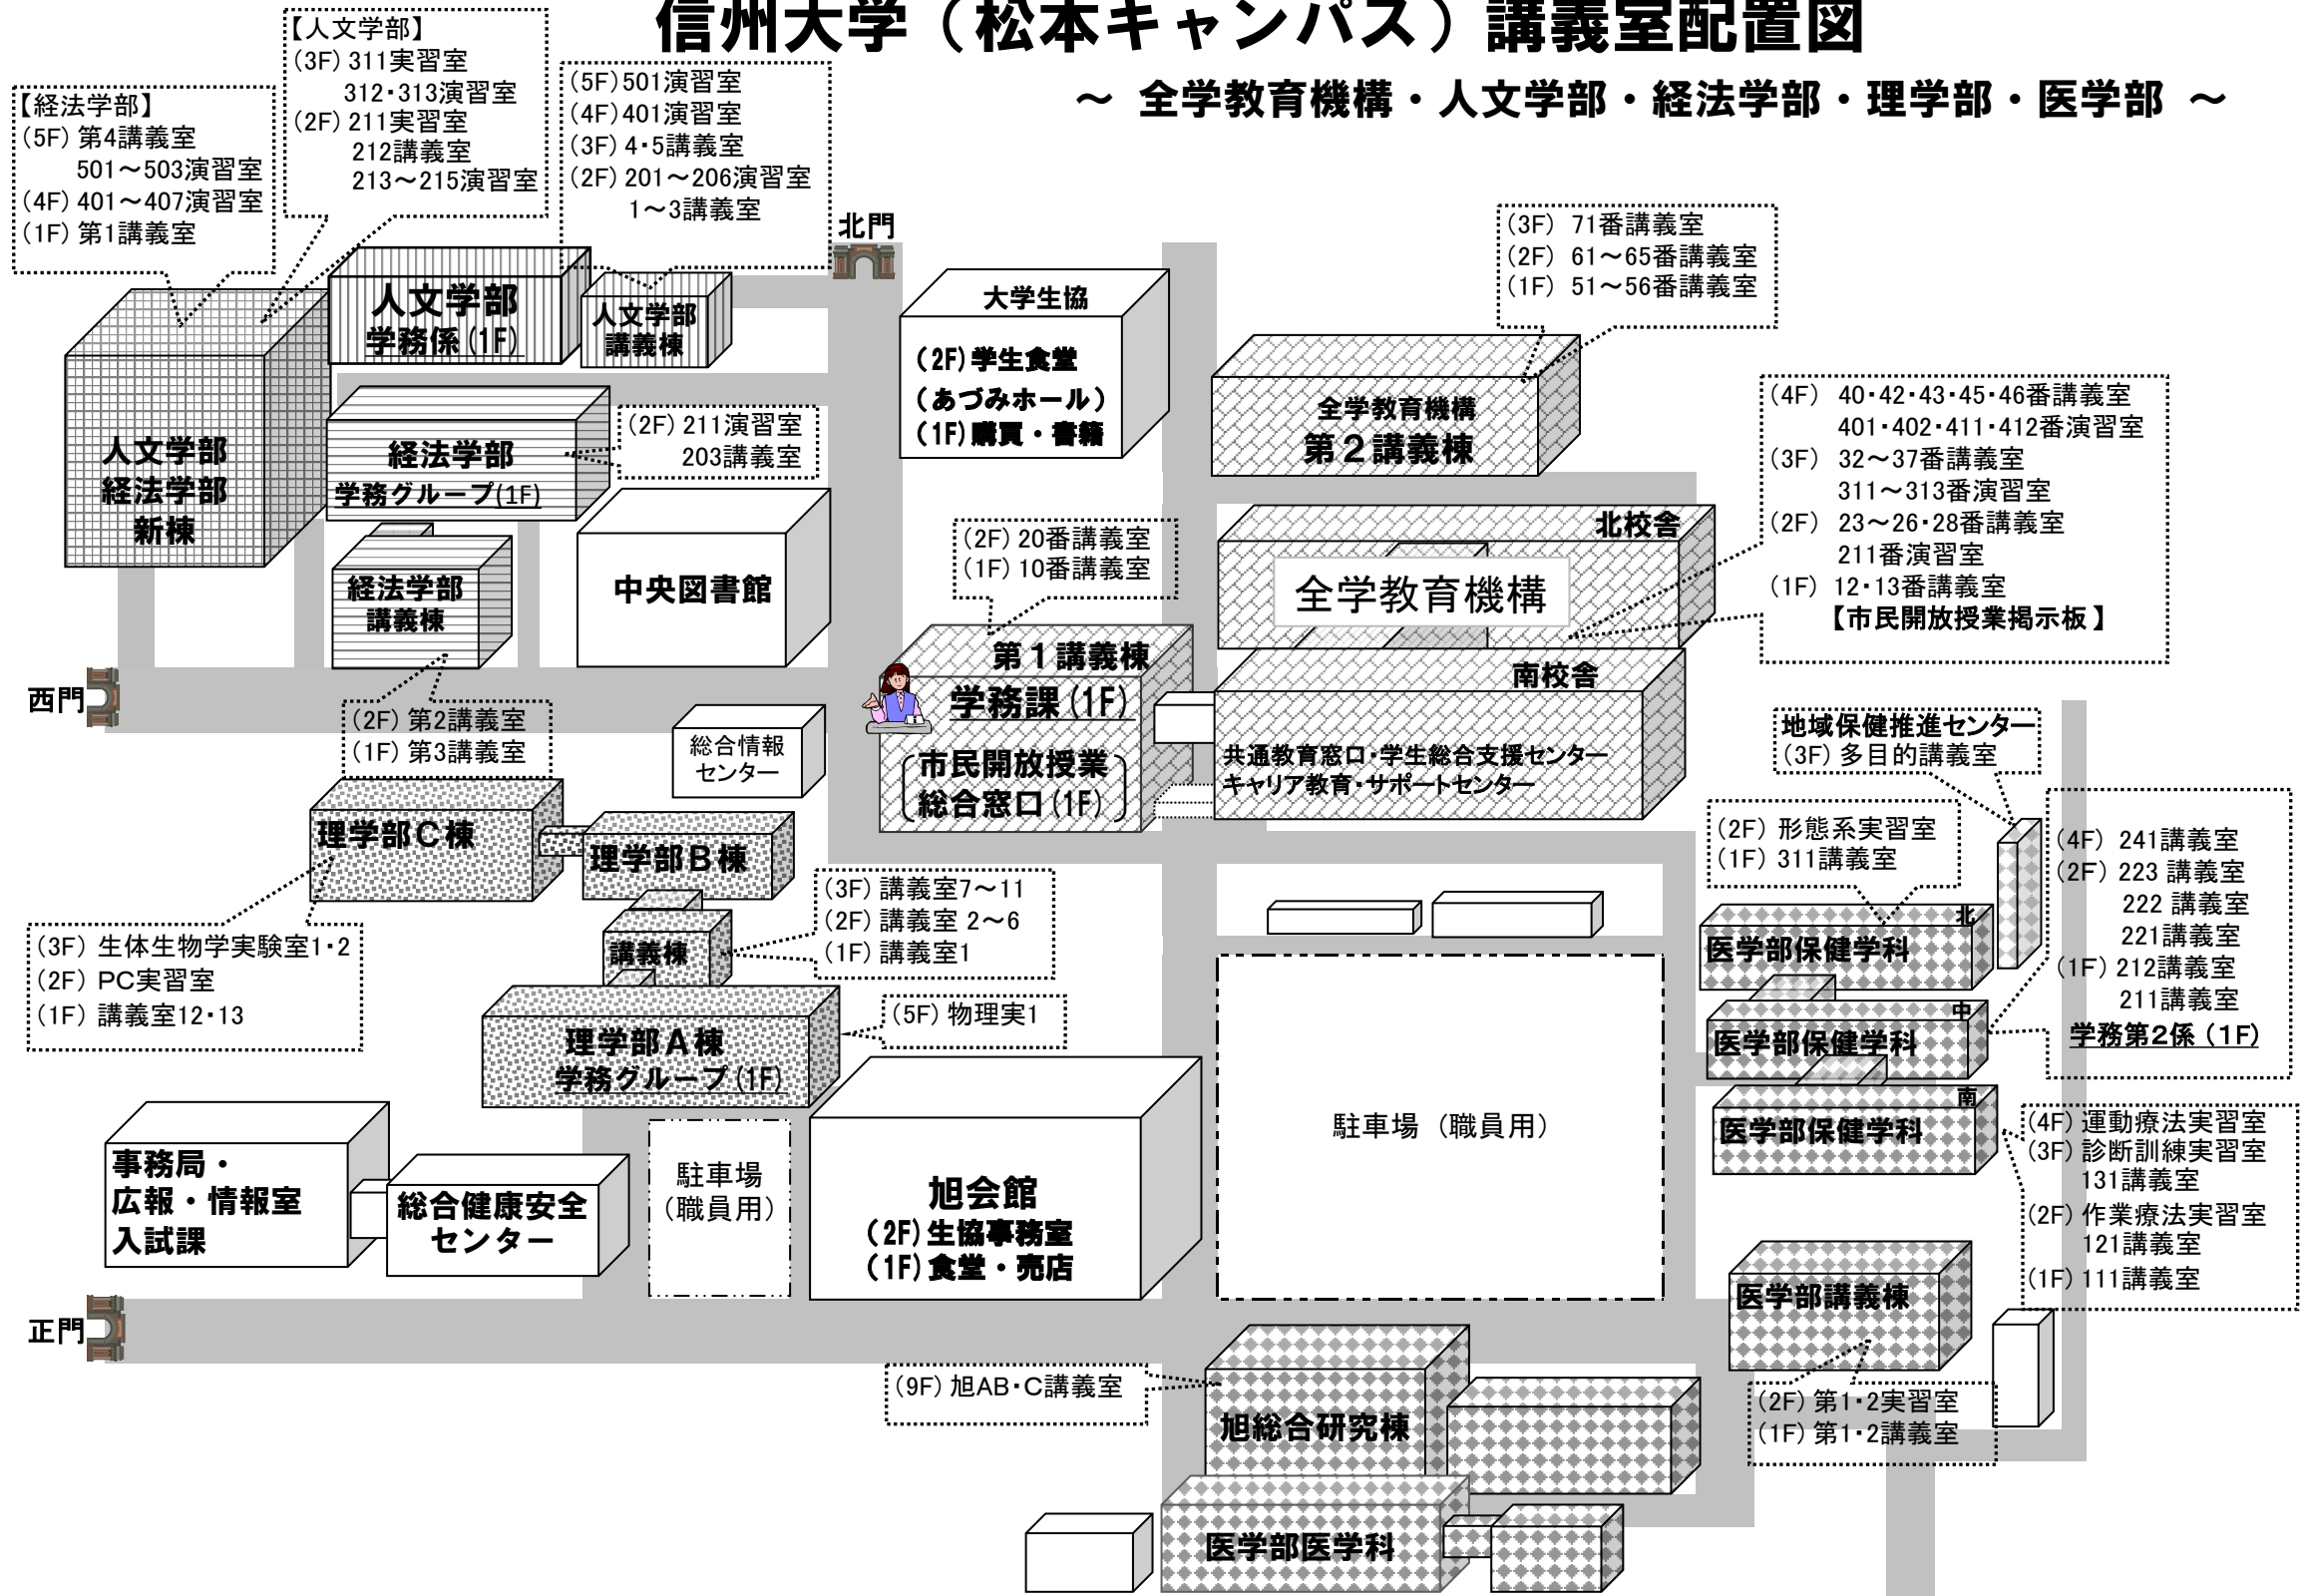 信州大学（松本キャンパス）講義室配置図
～ 全学教育機構・人文学部・経法学部・理学部・医学部 ～
【経法学部】
(5F) 第4講義室
501～503演習室
(4F) 401～407演習室
(1F) 第1講義室
【人文学部】
(3F) 311実習室
312・313演習室
(2F) 211実習室
212講義室
213～215演習室
(5F) 501演習室
(4F) 401演習室
(3F) 4・5講義室
(2F) 201～206演習室
1～3講義室
北門
人文学部
学務係(1F)
人文学部
講義棟
人文学部
経法学部
新棟
経法学部
学務グループ(1F)
(2F) 211演習室
203講義室
経法学部
講義棟
中央図書館
大学生協
(2F) 学生食堂
(あづみホール)
(1F) 購買・書籍
(3F) 71番講義室
(2F) 61～65番講義室
(1F) 51～56番講義室
全学教育機構
第２講義棟
(4F) 40・42・43・45・46番講義室
401・402・411・412番演習室
(3F) 32～37番講義室
311～313番演習室
(2F) 23～26・28番講義室
211番演習室
(1F) 12・13番講義室
【市民開放授業掲示板】
北校舎
全学教育機構
南校舎
共通教育窓口・学生総合支援センター
キャリア教育・サポートセンター
(2F) 20番講義室
(1F) 10番講義室
第１講義棟
学務課(1F)
市民開放授業
総合窓口(1F)
西門
(2F) 第2講義室
(1F) 第3講義室
総合情報
センター
理学部Ｃ棟
理学部Ｂ棟
(3F) 講義室7～11
(2F) 講義室 2～6
(1F) 講義室1
講義棟
(3F) 生体生物学実験室1・2
(2F) PC実習室
(1F) 講義室12・13
理学部Ａ棟
学務グループ(1F)
(5F) 物理実1
地域保健推進センター
(3F) 多目的講義室
(2F) 形態系実習室
(1F) 311講義室
北
医学部保健学科
中
医学部保健学科
南
医学部保健学科
(4F) 241講義室
(2F) 223 講義室
222 講義室
221講義室
(1F) 212講義室
211講義室
学務第2係(1F)
(4F) 運動療法実習室
(3F) 診断訓練実習室
131講義室
(2F) 作業療法実習室
121講義室
(1F) 111講義室
事務局・
広報・情報室
入試課
総合健康安全
センター
駐車場
（職員用）
旭会館
(2F) 生協事務室
(1F) 食堂・売店
駐車場（職員用）
正門
医学部講義棟
(2F) 第1・2実習室
(1F) 第1・2講義室
(9F) 旭AB・C講義室
旭総合研究棟
医学部医学科